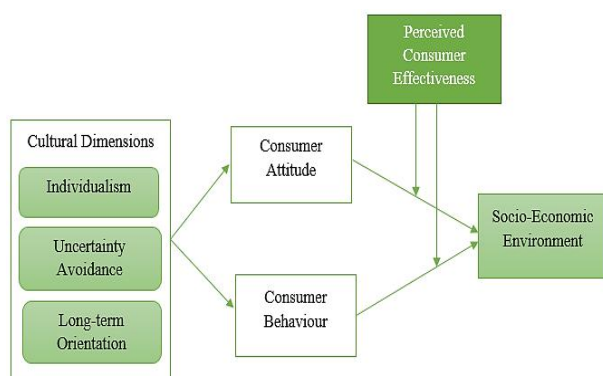 Perceived
Consumer
Effectiveness
Cultural Dimensions
Individualism
Uncertainty
Avoidance
Long-term
Orientation
Consumer
Attitude
Consumer
Behaviour
Socio-Economic
Environment